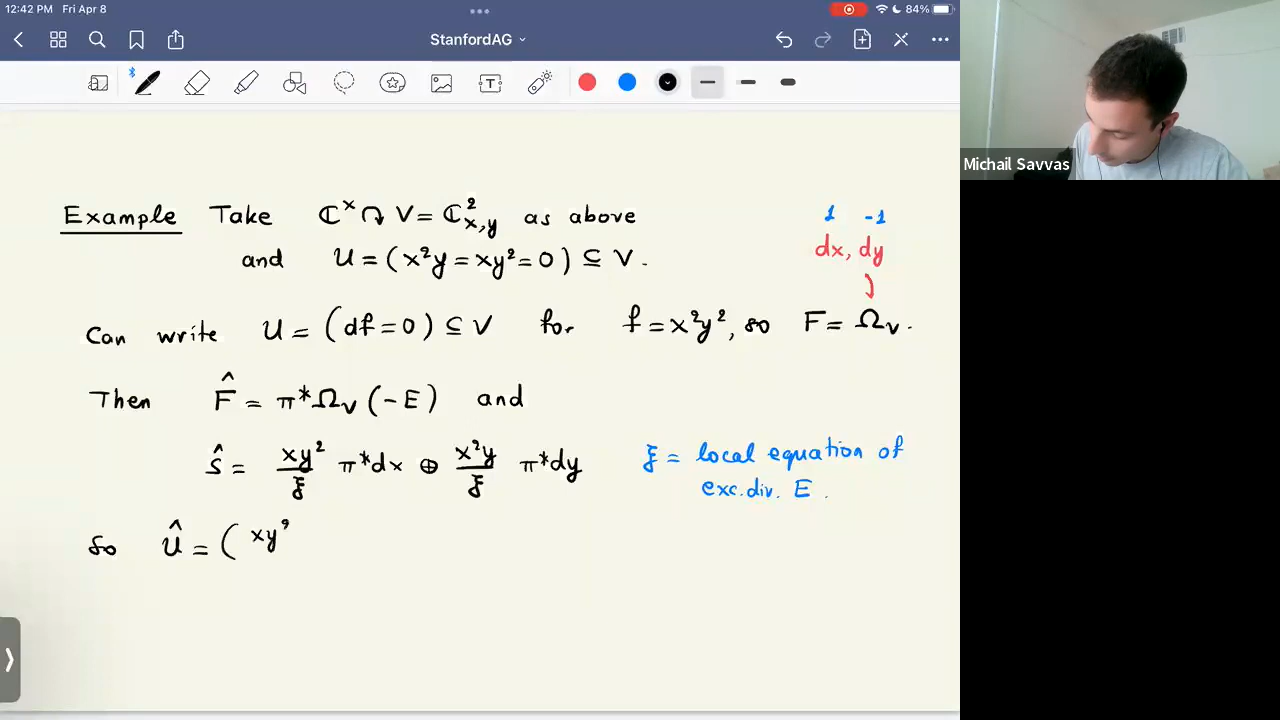 12:42 PM Fri Apr 8
84%
StanfordAG
Michail Savvas
Example Take ℂ^× ↷ V = ℂ²_{x,y} as above
and U = (x²y = xy² = 0) ⊆ V.
1 -1
dx, dy
Can write U = (df = 0) ⊆ V for f = x²y², so F = Ω_V.
Then F̂ = π*Ω_V(-E) and
ŝ = xy²/ξ π*dx ⊕ x²y/ξ π*dy
ξ = local equation of
exc. div. E.
So Û = ( xy²